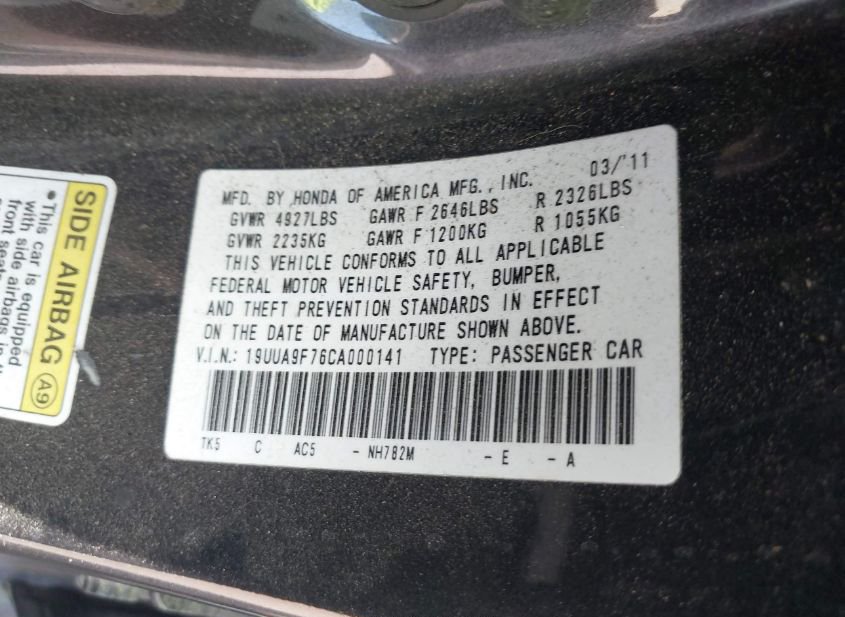 MFD. BY HONDA OF AMERICA MFG., INC. 03/'11
GVWR 4927LBS GAWR F 2646LBS R 2326LBS
GVWR 2235KG GAWR F 1200KG R 1055KG
THIS VEHICLE CONFORMS TO ALL APPLICABLE
FEDERAL MOTOR VEHICLE SAFETY, BUMPER,
AND THEFT PREVENTION STANDARDS IN EFFECT
ON THE DATE OF MANUFACTURE SHOWN ABOVE.
V.I.N.: 19UUA9F76CA000141 TYPE: PASSENGER CAR
TK5 C AC5 - NH782M - E - A
SIDE AIRBAG A9
• This car is equipped
with side airbags in
front seat